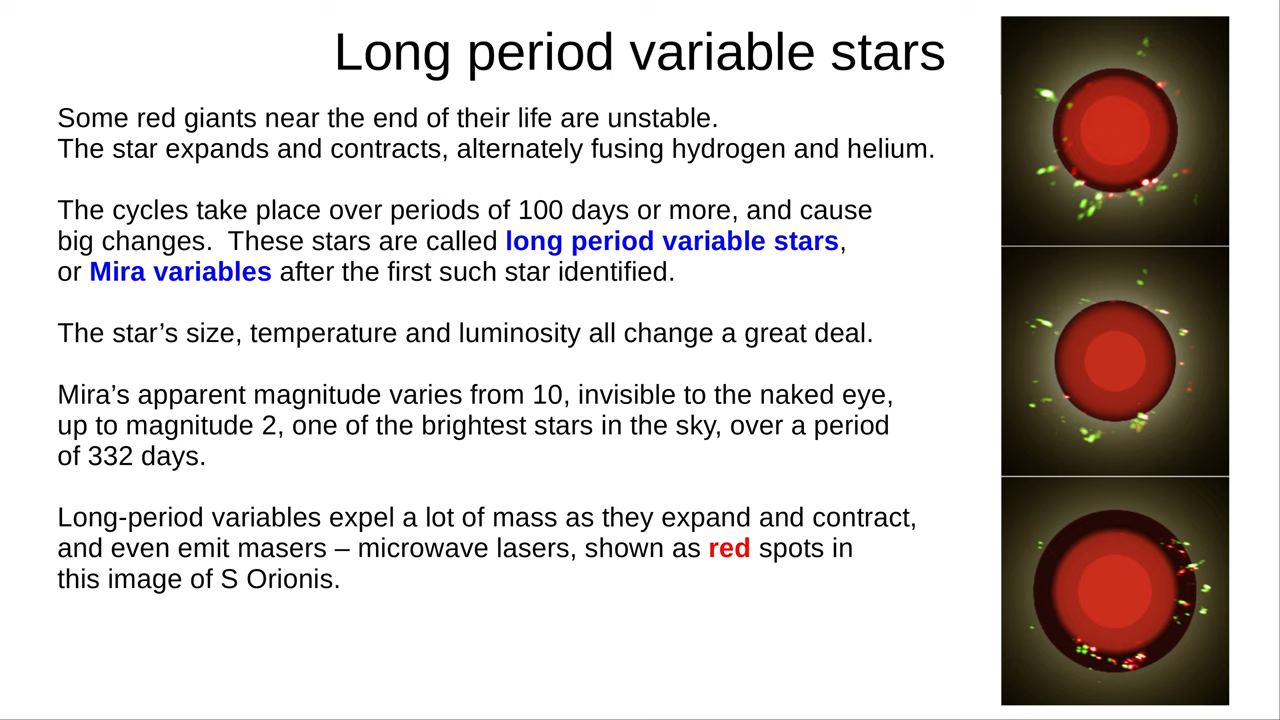 Long period variable stars
Some red giants near the end of their life are unstable.
The star expands and contracts, alternately fusing hydrogen and helium.
The cycles take place over periods of 100 days or more, and cause
big changes.  These stars are called long period variable stars,
or Mira variables after the first such star identified.
The star’s size, temperature and luminosity all change a great deal.
Mira’s apparent magnitude varies from 10, invisible to the naked eye,
up to magnitude 2, one of the brightest stars in the sky, over a period
of 332 days.
Long-period variables expel a lot of mass as they expand and contract,
and even emit masers – microwave lasers, shown as red spots in
this image of S Orionis.